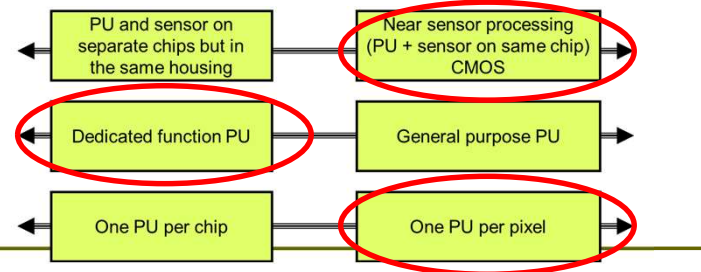 PU and sensor on
separate chips but in
the same housing
Near sensor processing
(PU + sensor on same chip)
CMOS
Dedicated function PU
General purpose PU
One PU per chip
One PU per pixel